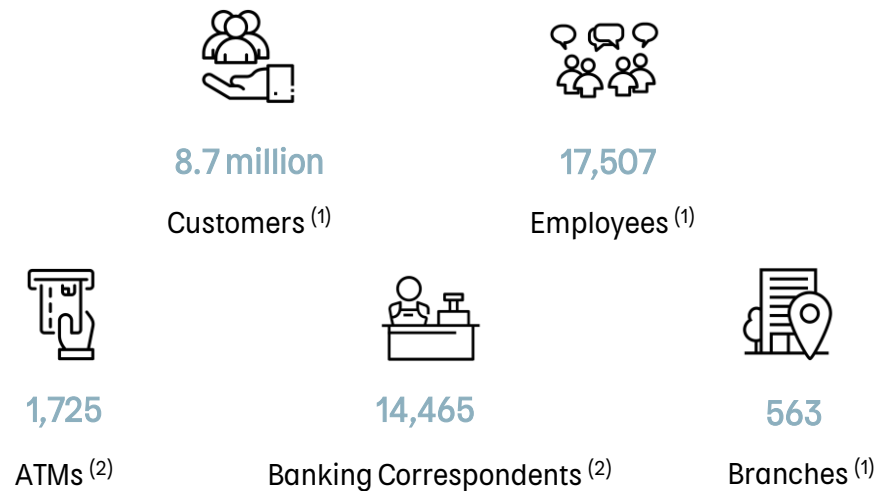 8.7 million
17,507
Customers (1)
Employees (1)
1,725
14,465
563
ATMs (2)
Banking Correspondents (2)
Branches (1)